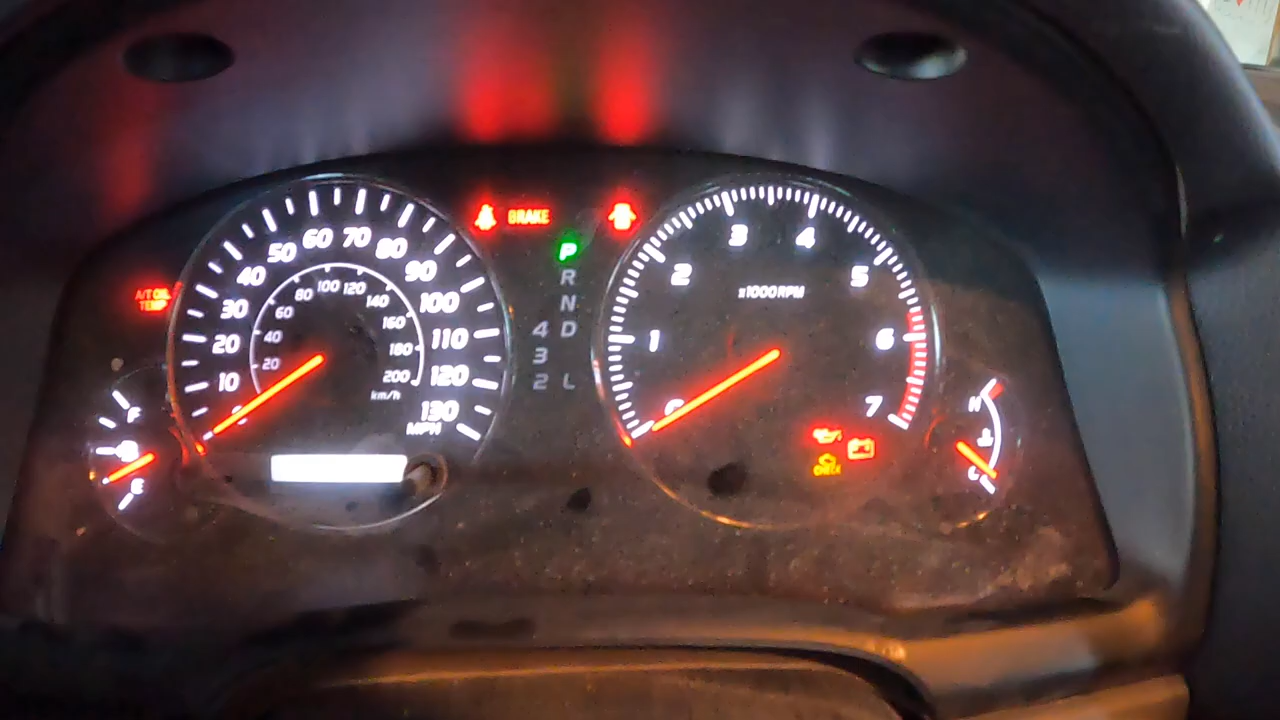 BRAKE
P
R
N
4 D
3
2 L
A/T OIL
TEMP
0 10 20 30 40 50 60 70 80 90 100 110 120 130
MPH
20 40 60 80 100 120 140 160 180 200
km/h
0 1 2 3 4 5 6 7
x1000RPM
CHECK
F
E
H
C